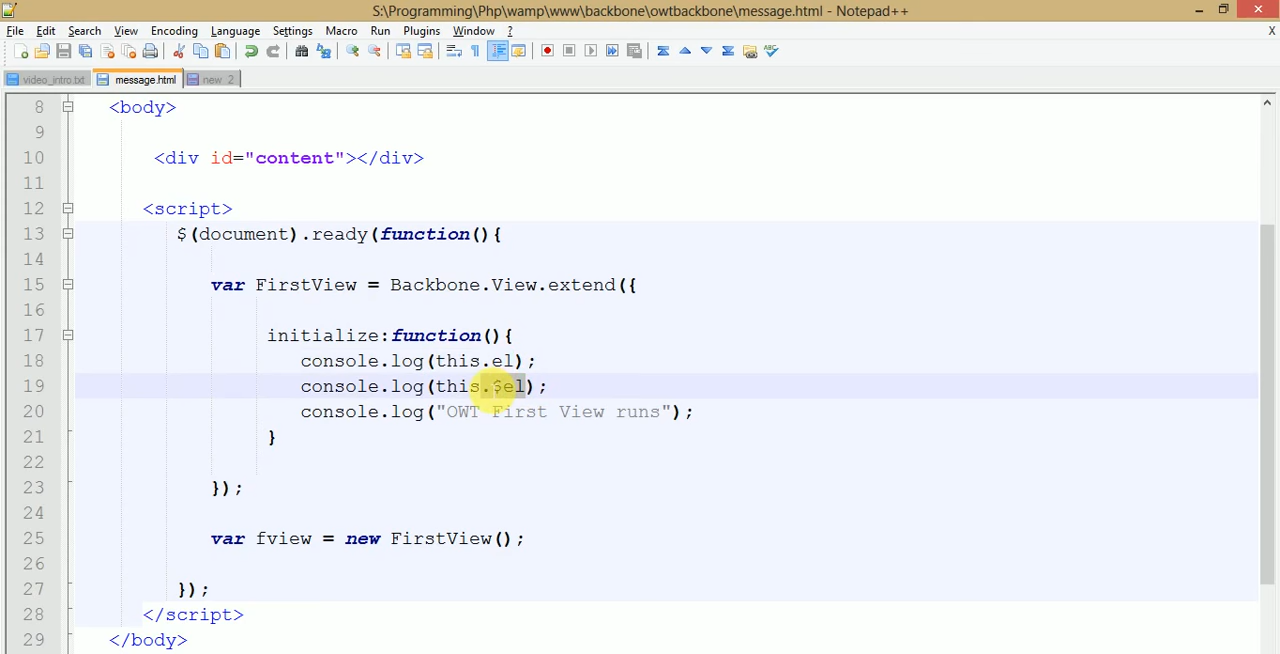 S:\Programming\Php\wamp\www\backbone\owtbackbone\message.html - Notepad++
File Edit Search View Encoding Language Settings Macro Run Plugins Window ? X
video_intro.txt message.html new 2
8 <body>
9
10 <div id="content"></div>
11
12 <script>
13 $(document).ready(function(){
14
15 var FirstView = Backbone.View.extend({
16
17 initialize:function(){
18 console.log(this.el);
19 console.log(this.$el);
20 console.log("OWT First View runs");
21 }
22
23 });
24
25 var fview = new FirstView();
26
27 });
28 </script>
29 </body>